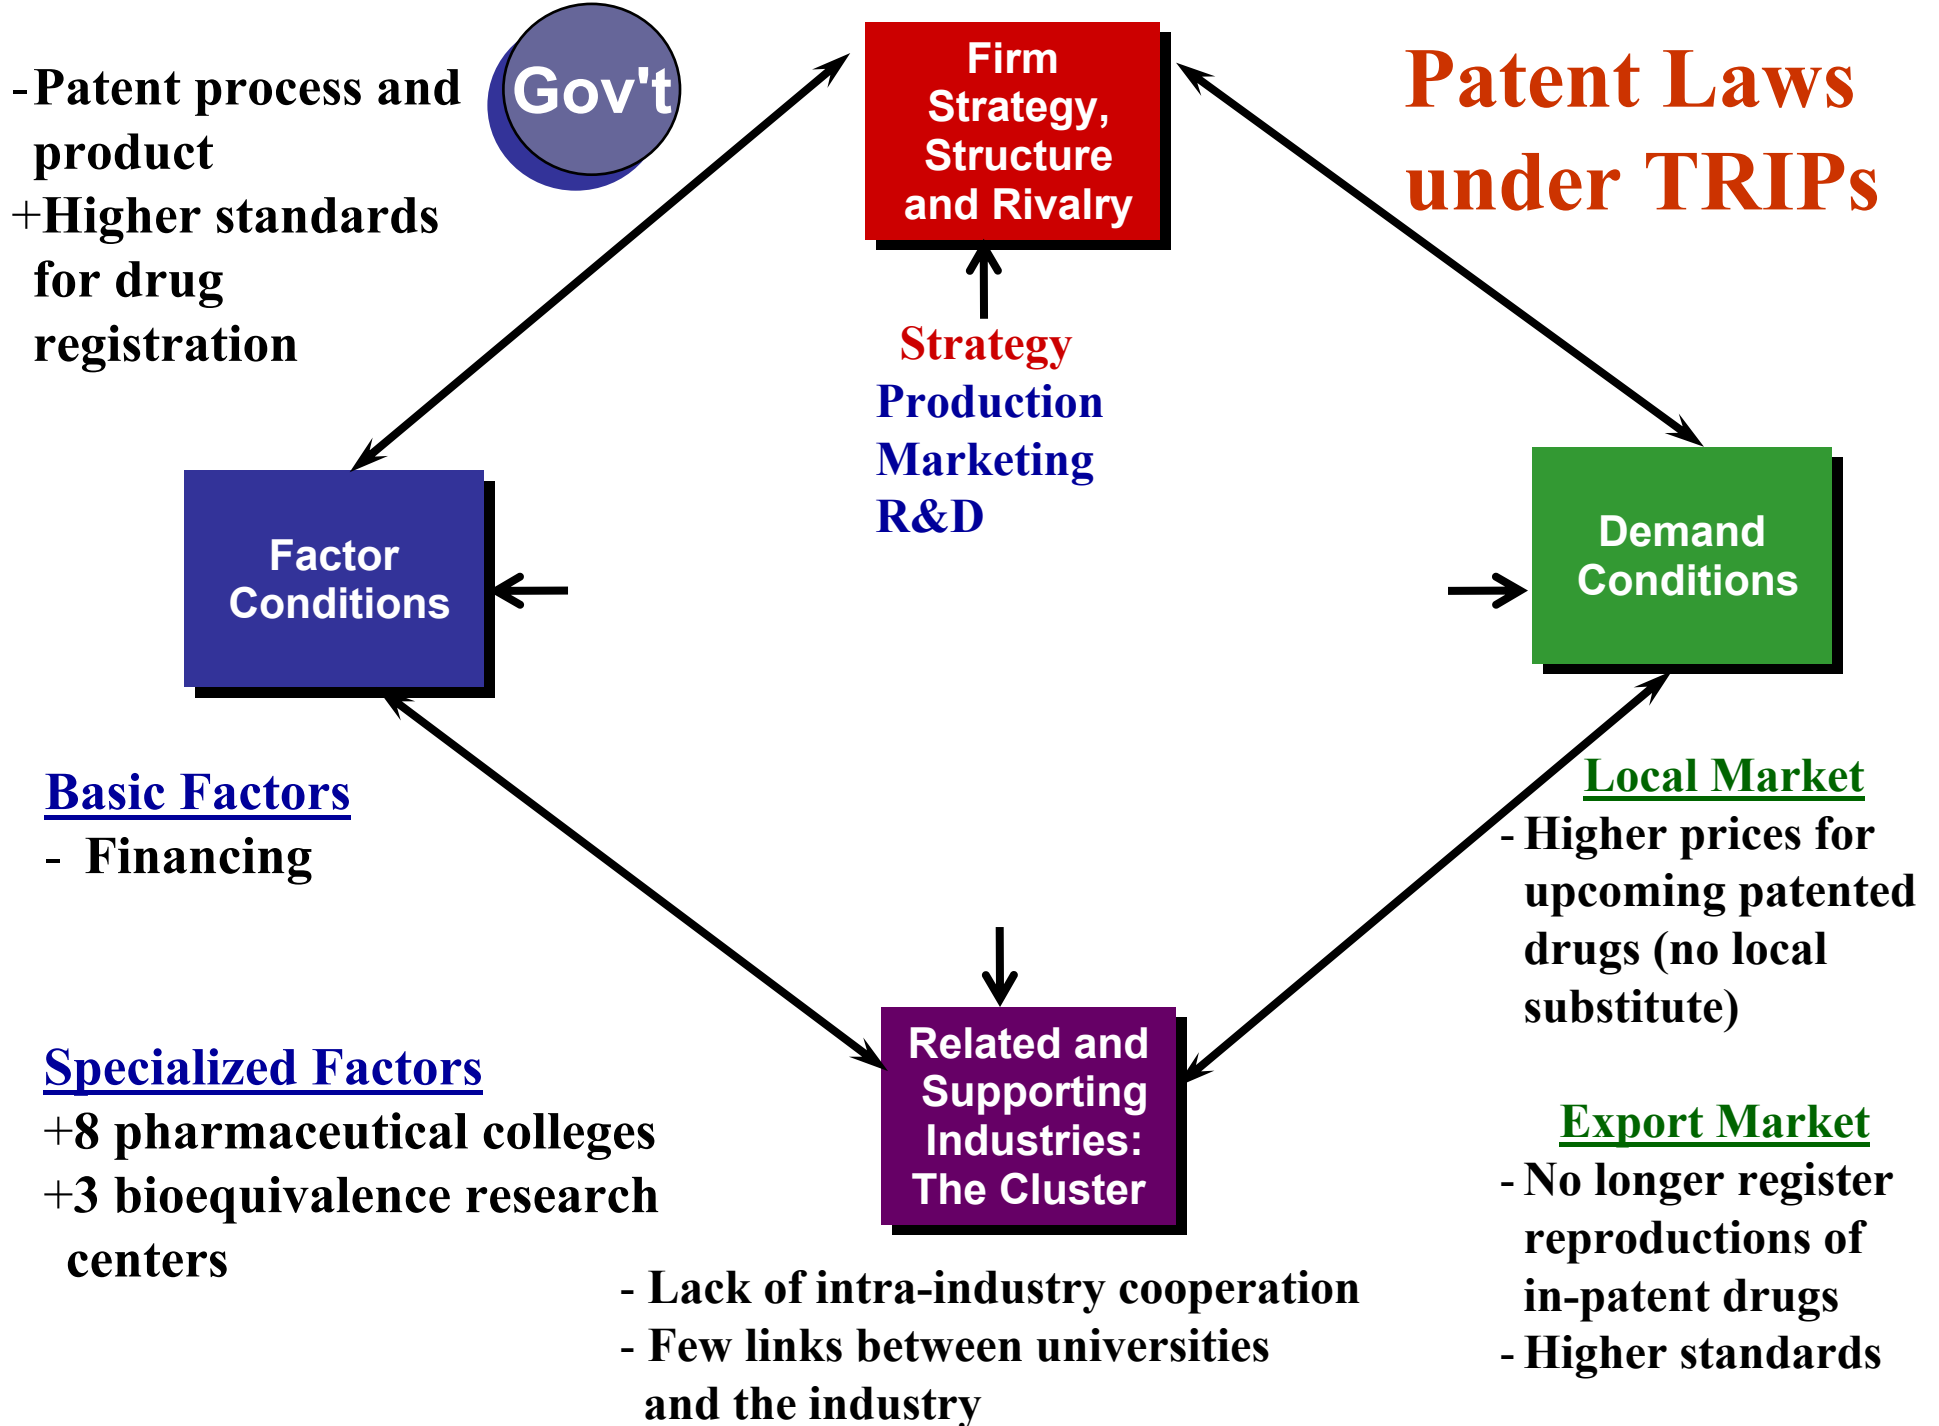 -Patent process and
product
+Higher standards
for drug
registration
Gov't
Firm
Strategy,
Structure
and Rivalry
Patent Laws
under TRIPs
Strategy
Production
Marketing
R&D
Factor
Conditions
Demand
Conditions
Basic Factors
- Financing
Specialized Factors
+8 pharmaceutical colleges
+3 bioequivalence research
centers
Related and
Supporting
Industries:
The Cluster
- Lack of intra-industry cooperation
- Few links between universities
and the industry
Local Market
- Higher prices for
upcoming patented
drugs (no local
substitute)
Export Market
- No longer register
reproductions of
in-patent drugs
- Higher standards